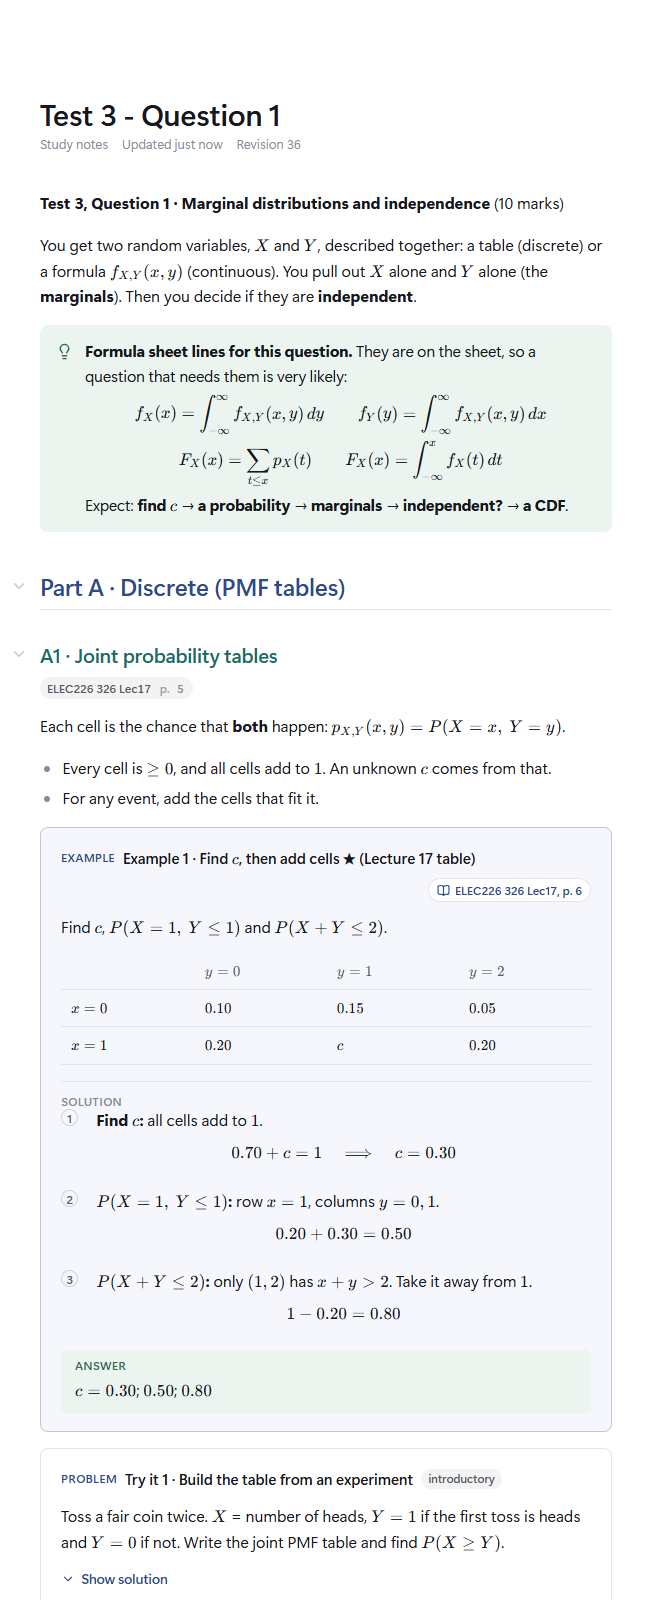 Test 3 - Question 1
Study notes Updated just now Revision 36
Test 3, Question 1 · Marginal distributions and independence (10 marks)
You get two random variables, X and Y, described together: a table (discrete) or
a formula f_{X,Y}(x, y) (continuous). You pull out X alone and Y alone (the
marginals). Then you decide if they are independent.
Formula sheet lines for this question. They are on the sheet, so a
question that needs them is very likely:
f_X(x) = ∫_{-∞}^{∞} f_{X,Y}(x, y) dy f_Y(y) = ∫_{-∞}^{∞} f_{X,Y}(x, y) dx
F_X(x) = ∑_{t≤x} p_X(t) F_X(x) = ∫_{-∞}^{x} f_X(t) dt
Expect: find c → a probability → marginals → independent? → a CDF.
Part A · Discrete (PMF tables)
A1 · Joint probability tables
ELEC226 326 Lec17 p. 5
Each cell is the chance that both happen: p_{X,Y}(x, y) = P(X = x, Y = y).
• Every cell is ≥ 0, and all cells add to 1. An unknown c comes from that.
• For any event, add the cells that fit it.
EXAMPLE Example 1 · Find c, then add cells ★ (Lecture 17 table)
ELEC226 326 Lec17, p. 6
Find c, P(X = 1, Y ≤ 1) and P(X + Y ≤ 2).
y = 0 y = 1 y = 2
x = 0 0.10 0.15 0.05
x = 1 0.20 c 0.20
SOLUTION
1 Find c: all cells add to 1.
0.70 + c = 1 ⟹ c = 0.30
2 P(X = 1, Y ≤ 1): row x = 1, columns y = 0, 1.
0.20 + 0.30 = 0.50
3 P(X + Y ≤ 2): only (1, 2) has x + y > 2. Take it away from 1.
1 − 0.20 = 0.80
ANSWER
c = 0.30; 0.50; 0.80
PROBLEM Try it 1 · Build the table from an experiment introductory
Toss a fair coin twice. X = number of heads, Y = 1 if the first toss is heads
and Y = 0 if not. Write the joint PMF table and find P(X ≥ Y).
Show solution